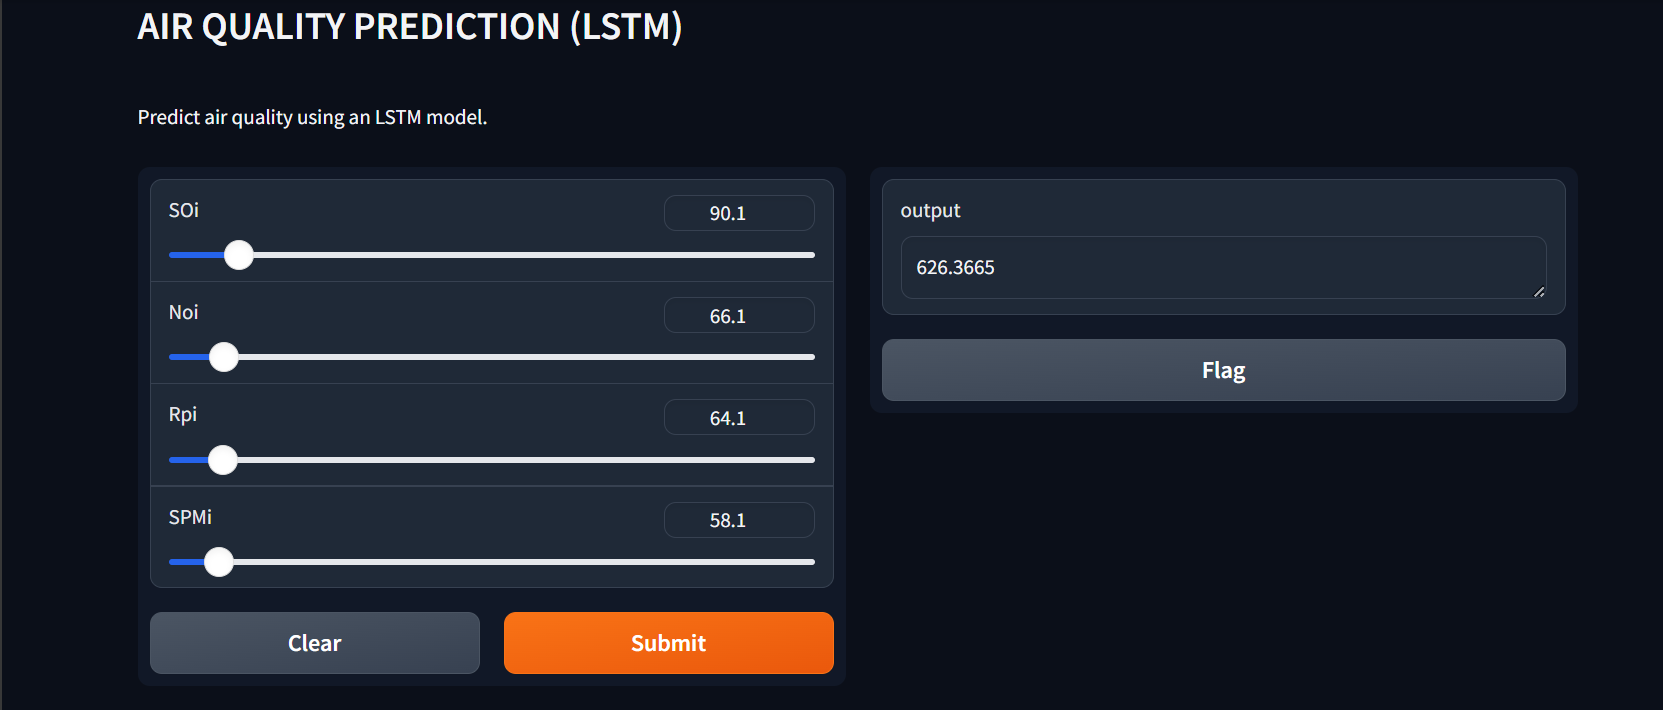 AIR QUALITY PREDICTION (LSTM)
Predict air quality using an LSTM model.
SOi
90.1
Noi
66.1
Rpi
64.1
SPMi
58.1
Clear
Submit
output
626.3665
Flag